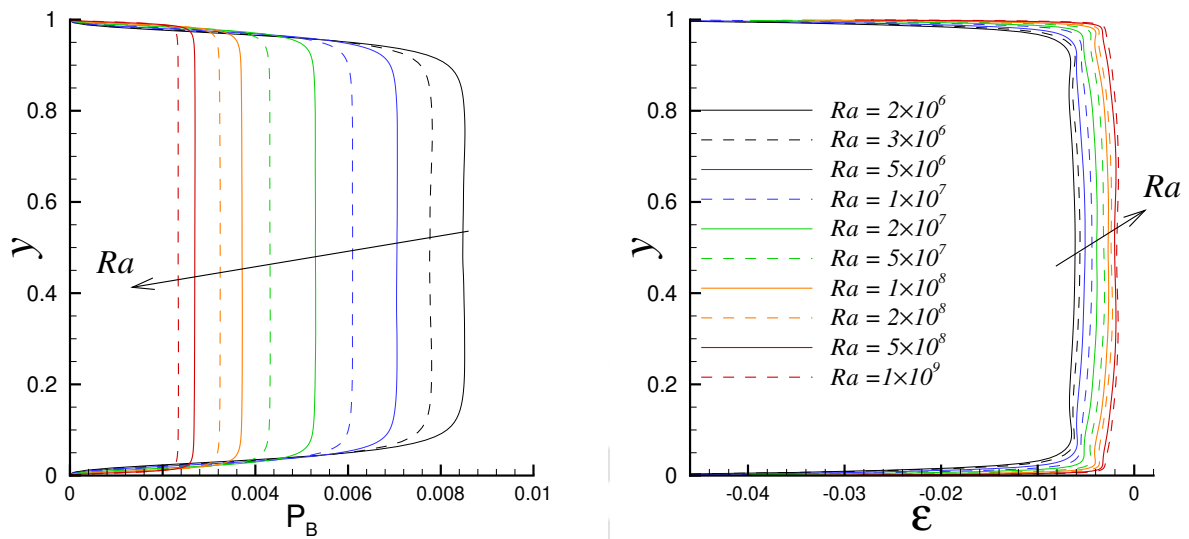 1
0.8
0.6
0.4
0.2
0
y
Ra
0 0.002 0.004 0.006 0.008 0.01
P_B
1
0.8
0.6
0.4
0.2
0
y
Ra = 2×10^6
Ra = 3×10^6
Ra = 5×10^6
Ra = 1×10^7
Ra = 2×10^7
Ra = 5×10^7
Ra = 1×10^8
Ra = 2×10^8
Ra = 5×10^8
Ra =1×10^9
Ra
-0.04 -0.03 -0.02 -0.01 0
ε